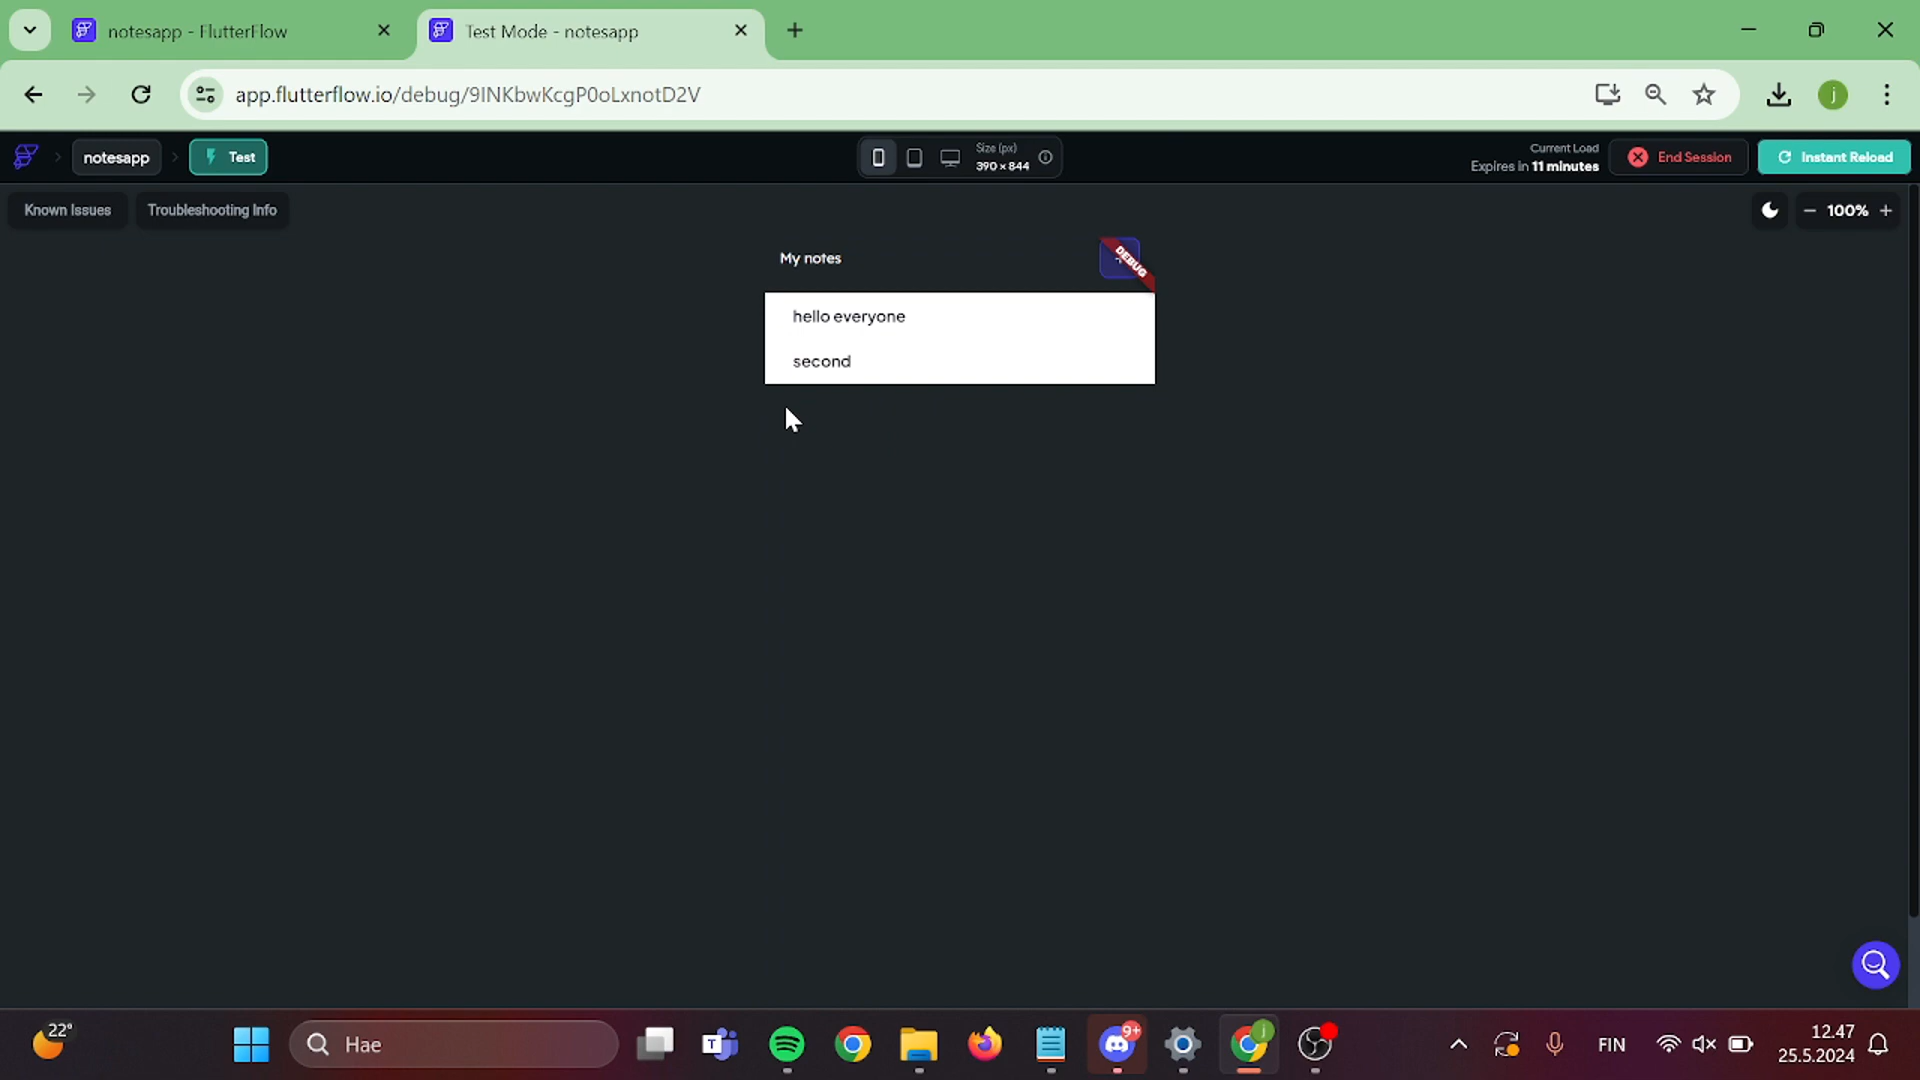 notesapp - FlutterFlow
Test Mode - notesapp
app.flutterflow.io/debug/9INKbwKcgP0oLxnotD2V
j
notesapp
Test
Size (px)
390 × 844
Current Load
Expires in 11 minutes
End Session
Instant Reload
Known Issues
Troubleshooting Info
100%
My notes
DEBUG
hello everyone
second
22°
Hae
9+
j
FIN
12.47
25.5.2024